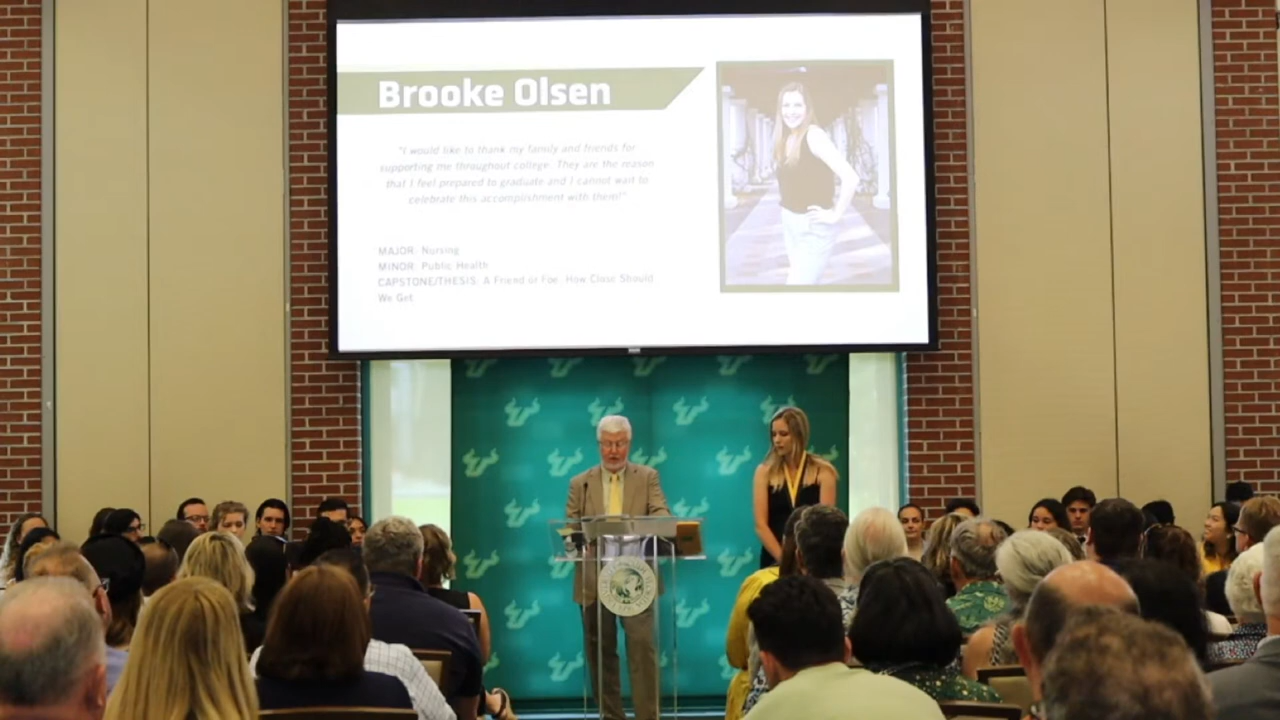 Brooke Olsen
"I would like to thank my family and friends for
supporting me throughout college. They are the reason
that I feel prepared to graduate and I cannot wait to
celebrate this accomplishment with them!"
MAJOR: Nursing
MINOR: Public Health
CAPSTONE/THESIS: A Friend or Foe: How Close Should
We Get